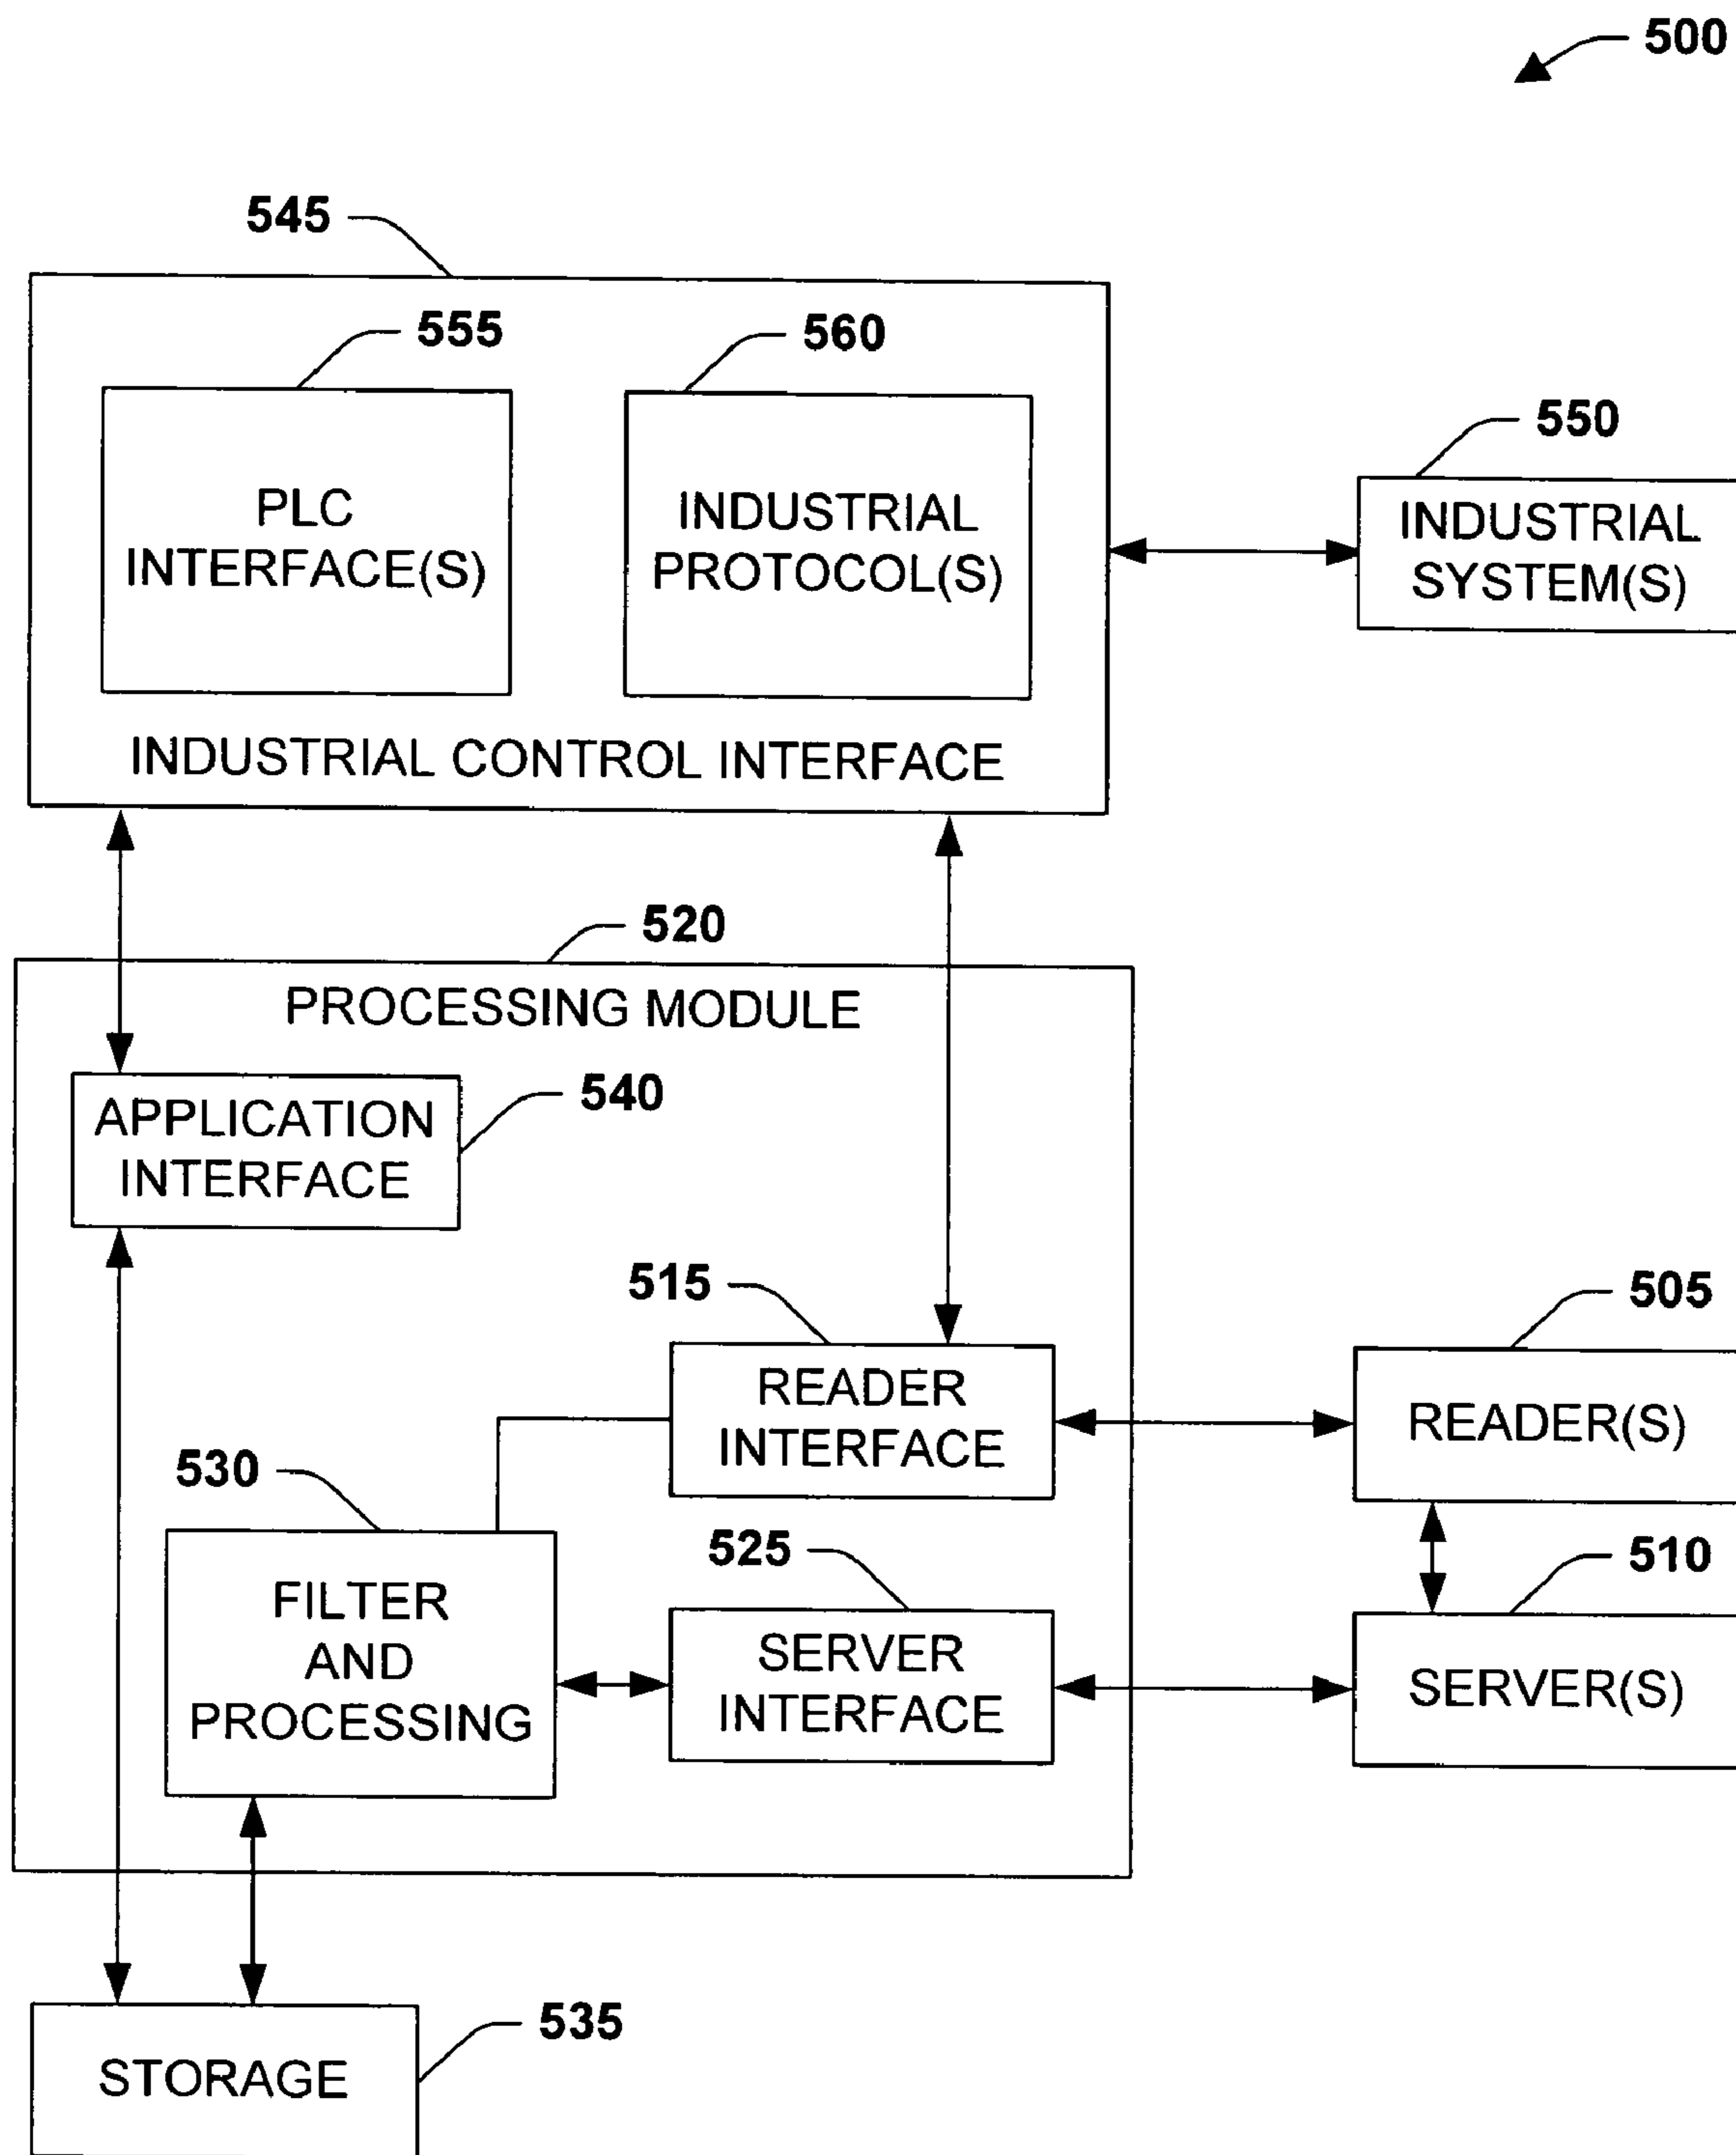 500
545
555
560
PLC
INTERFACE(S)
INDUSTRIAL
PROTOCOL(S)
550
INDUSTRIAL
SYSTEM(S)
INDUSTRIAL CONTROL INTERFACE
520
PROCESSING MODULE
540
APPLICATION
INTERFACE
515
READER
INTERFACE
505
READER(S)
530
FILTER
AND
PROCESSING
525
SERVER
INTERFACE
510
SERVER(S)
535
STORAGE